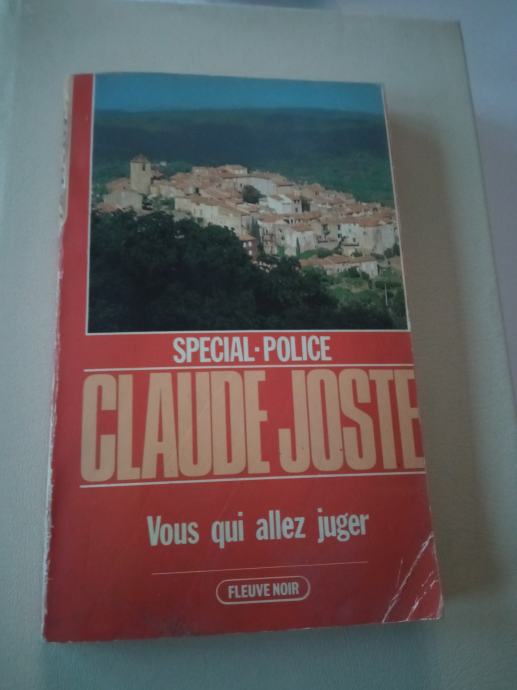 SPECIAL-POLICE
CLAUDE JOSTE
Vous qui allez juger
FLEUVE NOIR